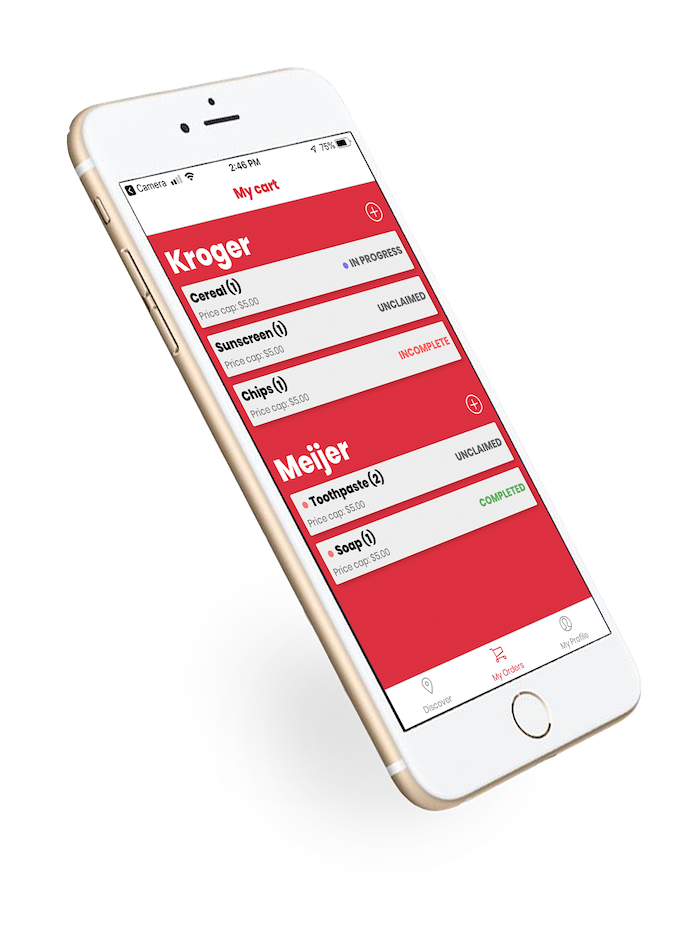 Camera 2:46 PM 75%
My cart
Kroger
Cereal (1) IN PROGRESS
Price cap: $5.00
Sunscreen (1) UNCLAIMED
Price cap: $5.00
Chips (1) INCOMPLETE
Price cap: $5.00
Meijer
Toothpaste (2) UNCLAIMED
Price cap: $5.00
Soap (1) COMPLETED
Price cap: $5.00
Discover My Orders My Profile